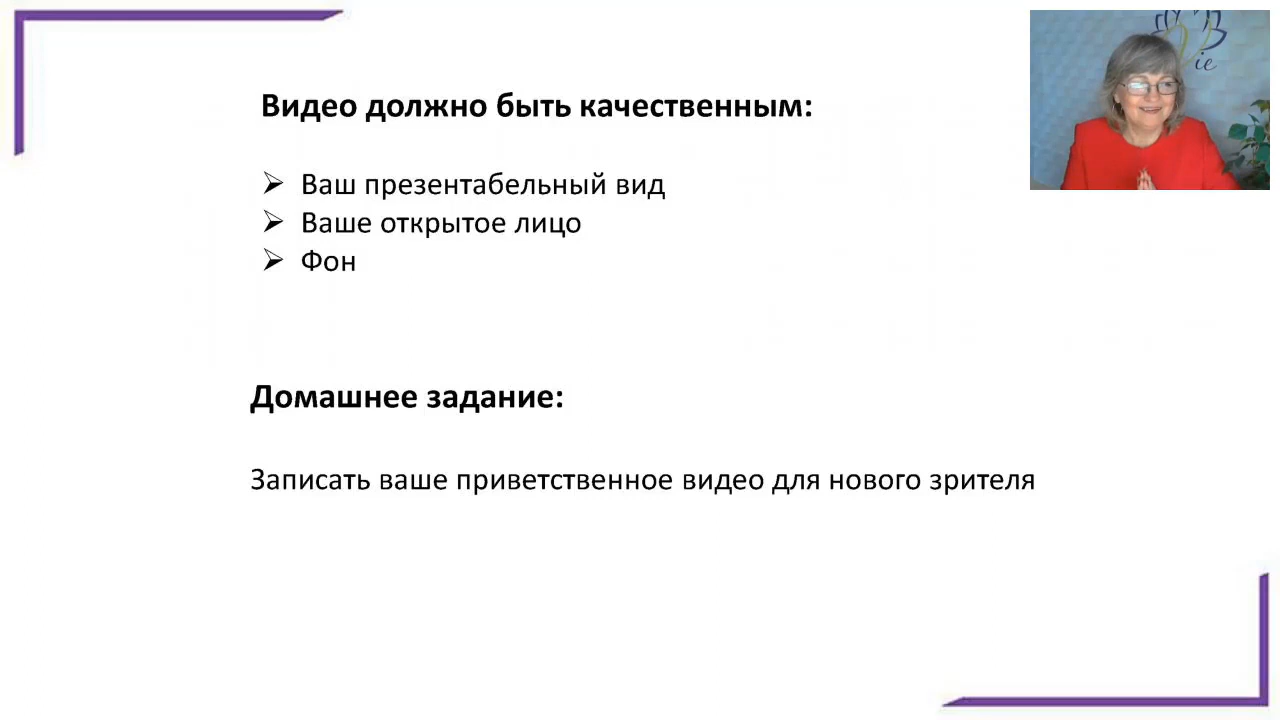 Видео должно быть качественным:
Ваш презентабельный вид
Ваше открытое лицо
Фон
Домашнее задание:
Записать ваше приветственное видео для нового зрителя